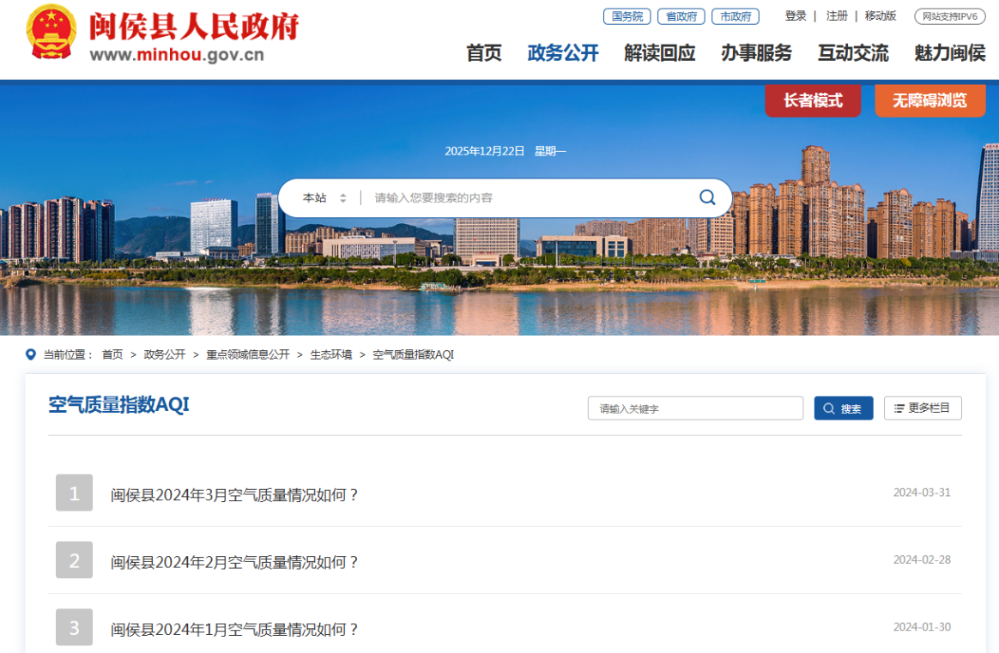 闽侯县人民政府
www.minhou.gov.cn
国务院 省政府 市政府 登录 | 注册 | 移动版 网站支持IPV6
首页 政务公开 解读回应 办事服务 互动交流 魅力闽侯
长者模式 无障碍浏览
2025年12月22日 星期一
本站 请输入您要搜索的内容
当前位置： 首页 > 政务公开 > 重点领域信息公开 > 生态环境 > 空气质量指数AQI
空气质量指数AQI 请输入关键字 搜索 更多栏目
1 闽侯县2024年3月空气质量情况如何？ 2024-03-31
2 闽侯县2024年2月空气质量情况如何？ 2024-02-28
3 闽侯县2024年1月空气质量情况如何？ 2024-01-30